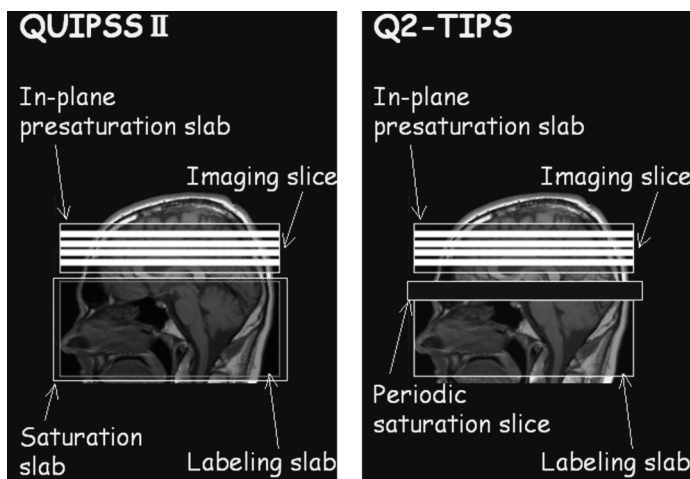 QUIPSS Ⅱ
In-plane
presaturation slab
Imaging slice
Saturation
slab
Labeling slab
Q2-TIPS
In-plane
presaturation slab
Imaging slice
Periodic
saturation slice
Labeling slab